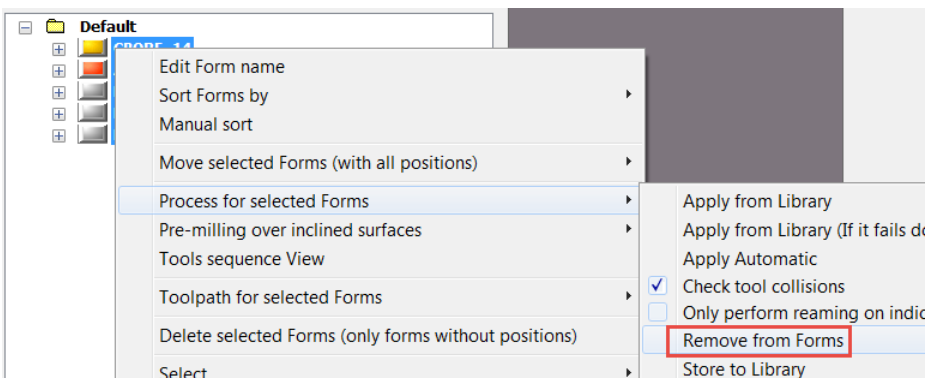 Default
Edit Form name
Sort Forms by
Manual sort
Move selected Forms (with all positions)
Process for selected Forms
Pre-milling over inclined surfaces
Tools sequence View
Toolpath for selected Forms
Delete selected Forms (only forms without positions)
Select
Apply from Library
Apply from Library (If it fails
Apply Automatic
Check tool collisions
Only perform reaming on
Remove from Forms
Store to Library